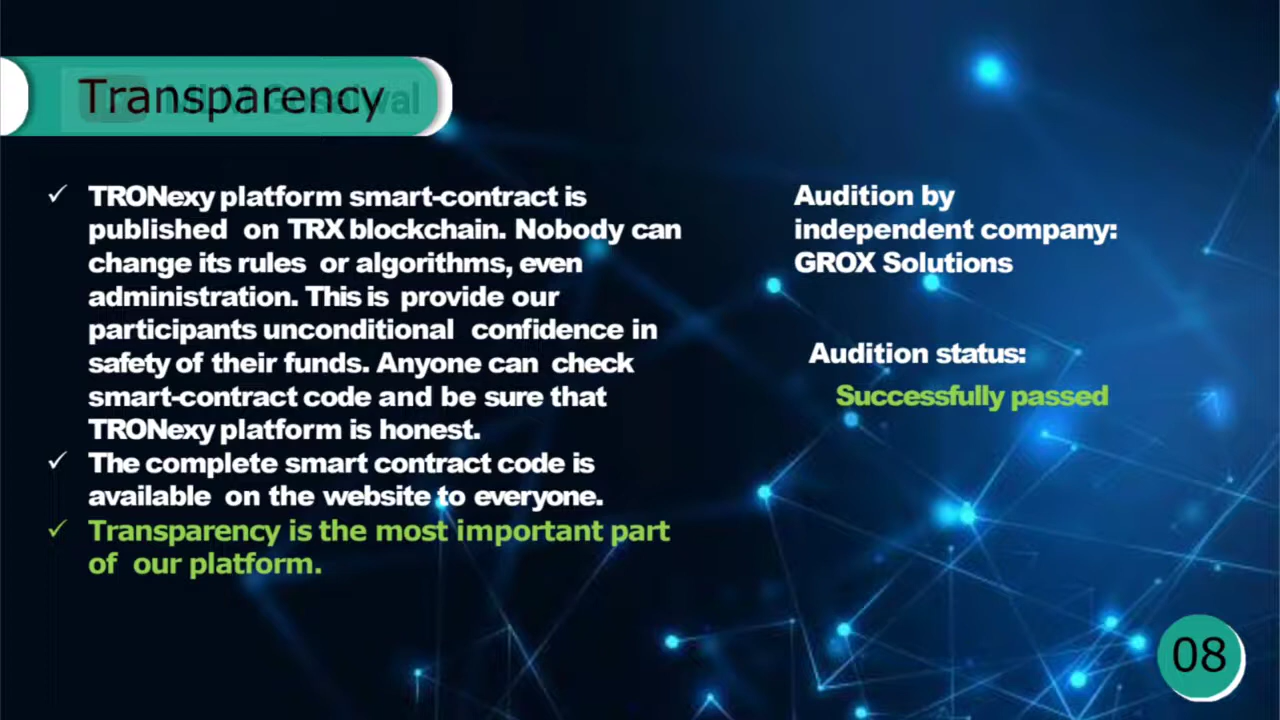 Transparency
TRONexy platform smart-contract is
published on TRX blockchain. Nobody can
change its rules or algorithms, even
administration. This is provide our
participants unconditional confidence in
safety of their funds. Anyone can check
smart-contract code and be sure that
TRONexy platform is honest.
The complete smart contract code is
available on the website to everyone.
Transparency is the most important part
of our platform.
Audition by
independent company:
GROX Solutions
Audition status:
Successfully passed
08